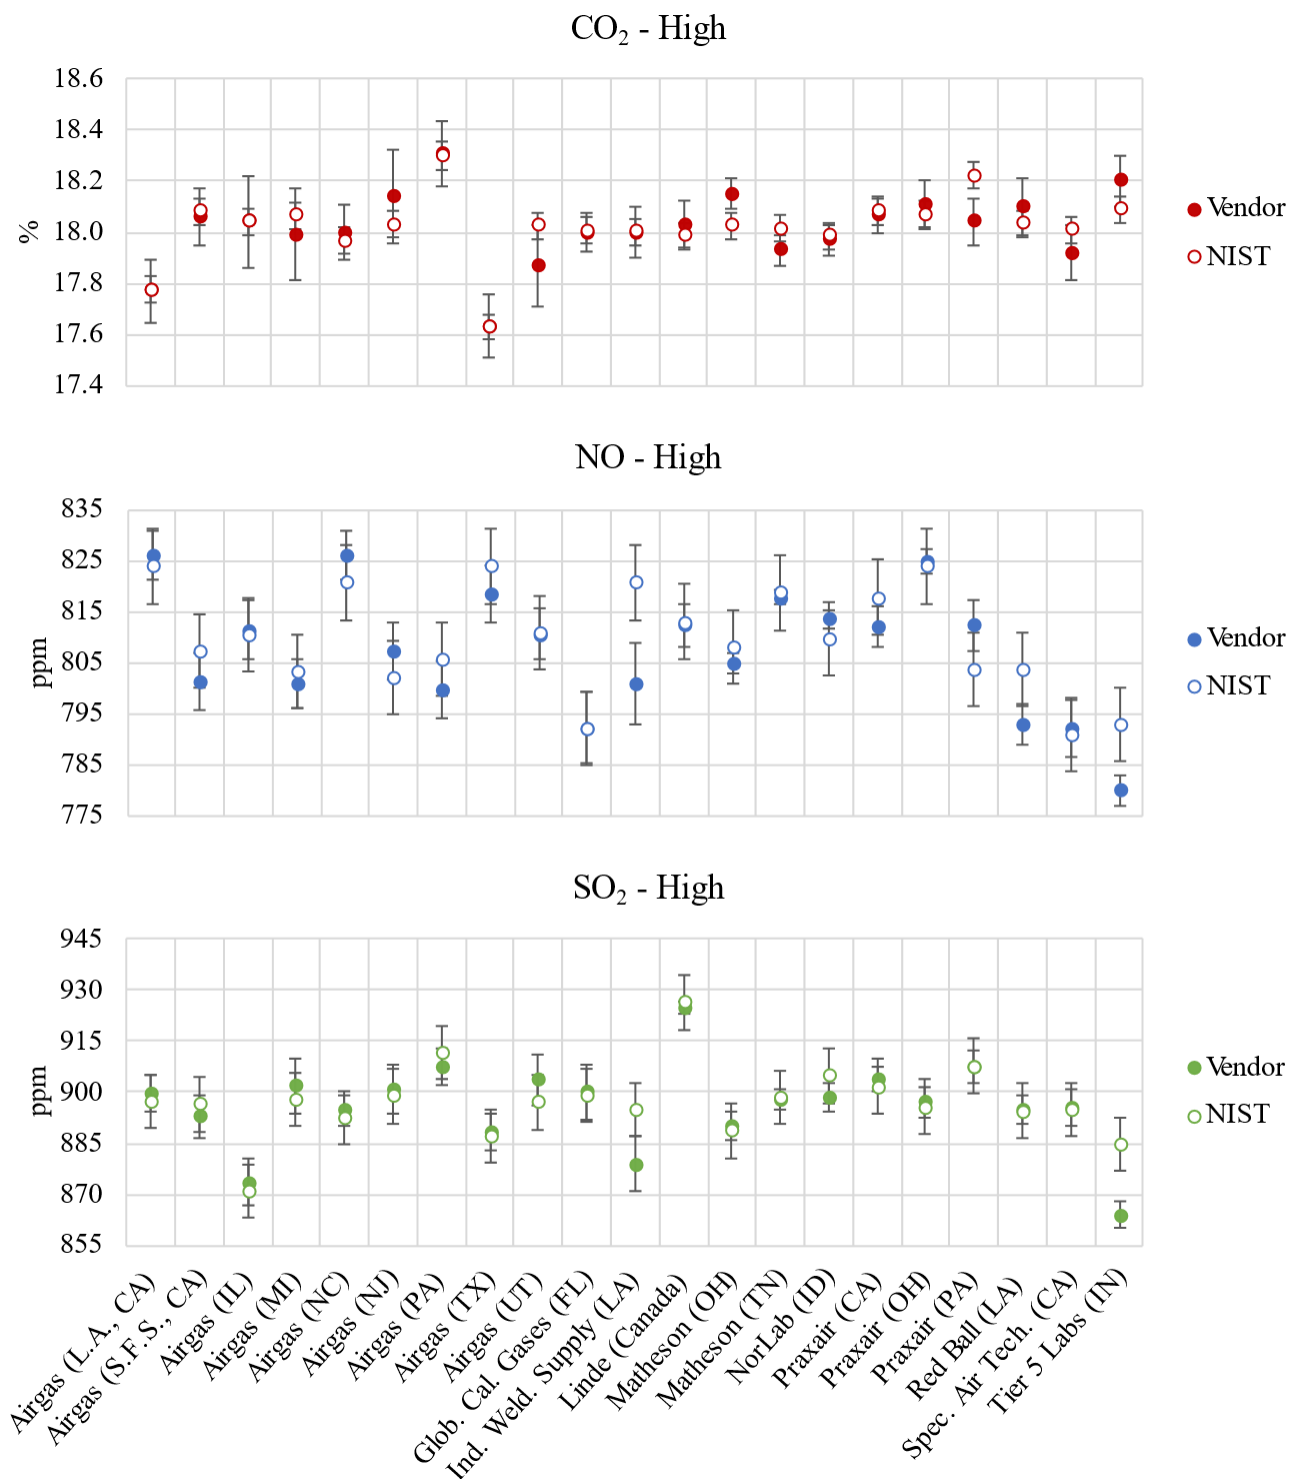 CO₂ - High
18.6
18.4
18.2
18.0
17.8
17.6
17.4
%
Vendor
NIST
NO - High
835
825
815
805
795
785
775
ppm
Vendor
NIST
SO₂ - High
945
930
915
900
885
870
855
ppm
Vendor
NIST
Airgas (L.A., CA)
Airgas (S.F.S., CA)
Airgas (IL)
Airgas (MI)
Airgas (NC)
Airgas (NJ)
Airgas (PA)
Airgas (TX)
Airgas (UT)
Glob. Cal. Gases (FL)
Ind. Weld. Supply (LA)
Linde (Canada)
Matheson (OH)
Matheson (TN)
NorLab (ID)
Praxair (CA)
Praxair (OH)
Praxair (PA)
Red Ball (LA)
Spec. Air Tech. (CA)
Tier 5 Labs (IN)